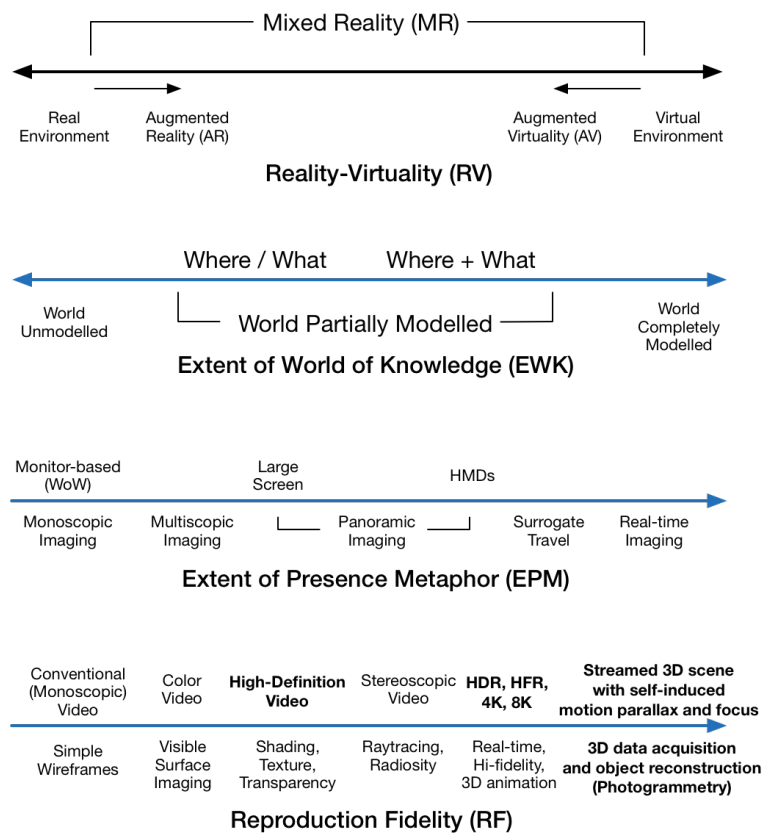 Mixed Reality (MR)
Real
Environment
Augmented
Reality (AR)
Augmented
Virtuality (AV)
Virtual
Environment
Reality-Virtuality (RV)
Where / What
Where + What
World
Unmodelled
World Partially Modelled
World
Completely
Modelled
Extent of World of Knowledge (EWK)
Monitor-based
(WoW)
Large
Screen
HMDs
Monoscopic
Imaging
Multiscopic
Imaging
Panoramic
Imaging
Surrogate
Travel
Real-time
Imaging
Extent of Presence Metaphor (EPM)
Conventional
(Monoscopic)
Video
Color
Video
High-Definition
Video
Stereoscopic
Video
HDR, HFR,
4K, 8K
Streamed 3D scene
with self-induced
motion parallax and focus
Simple
Wireframes
Visible
Surface
Imaging
Shading,
Texture,
Transparency
Raytracing,
Radiosity
Real-time,
Hi-fidelity,
3D animation
3D data acquisition
and object reconstruction
(Photogrammetry)
Reproduction Fidelity (RF)